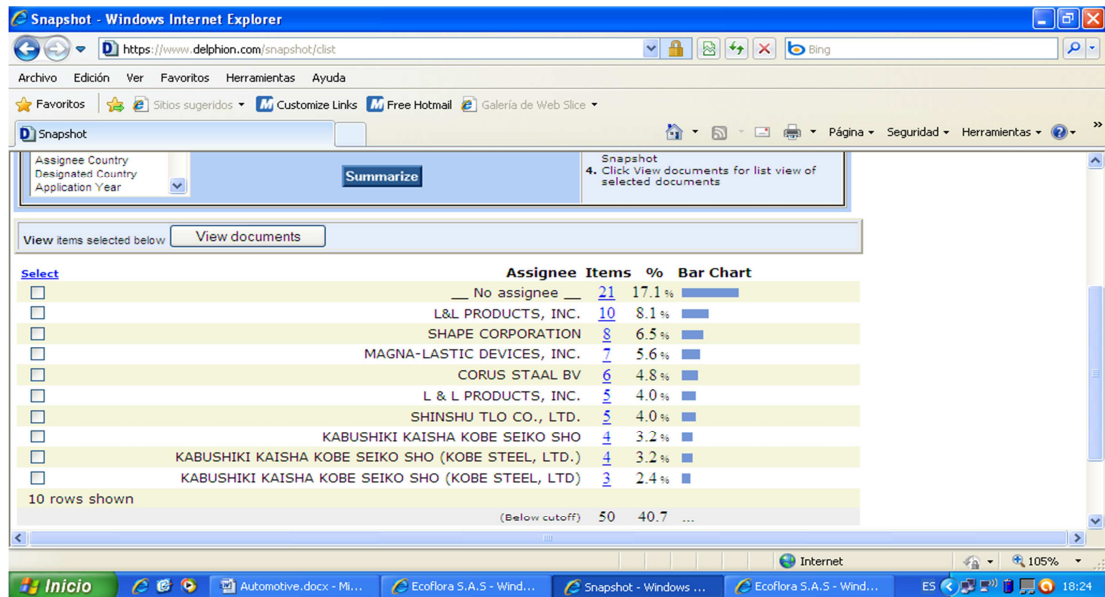 Snapshot - Windows Internet Explorer
https://www.delphion.com/snapshot/clist
Bing
Archivo Edición Ver Favoritos Herramientas Ayuda
Favoritos Sitios sugeridos Customize Links Free Hotmail Galería de Web Slice
Snapshot Página Seguridad Herramientas »
Assignee Country
Designated Country
Application Year
Summarize
Snapshot
4. Click View documents for list view of
selected documents
View items selected below View documents
Select Assignee Items % Bar Chart
__ No assignee __ 21 17.1 %
L&L PRODUCTS, INC. 10 8.1 %
SHAPE CORPORATION 8 6.5 %
MAGNA-LASTIC DEVICES, INC. 7 5.6 %
CORUS STAAL BV 6 4.8 %
L & L PRODUCTS, INC. 5 4.0 %
SHINSHU TLO CO., LTD. 5 4.0 %
KABUSHIKI KAISHA KOBE SEIKO SHO 4 3.2 %
KABUSHIKI KAISHA KOBE SEIKO SHO (KOBE STEEL, LTD.) 4 3.2 %
KABUSHIKI KAISHA KOBE SEIKO SHO (KOBE STEEL, LTD) 3 2.4 %
10 rows shown
(Below cutoff) 50 40.7 ...
Internet 105%
Inicio Automotive.docx - Mi... Ecoflora S.A.S - Wind... Snapshot - Windows ... Ecoflora S.A.S - Wind... ES 18:24